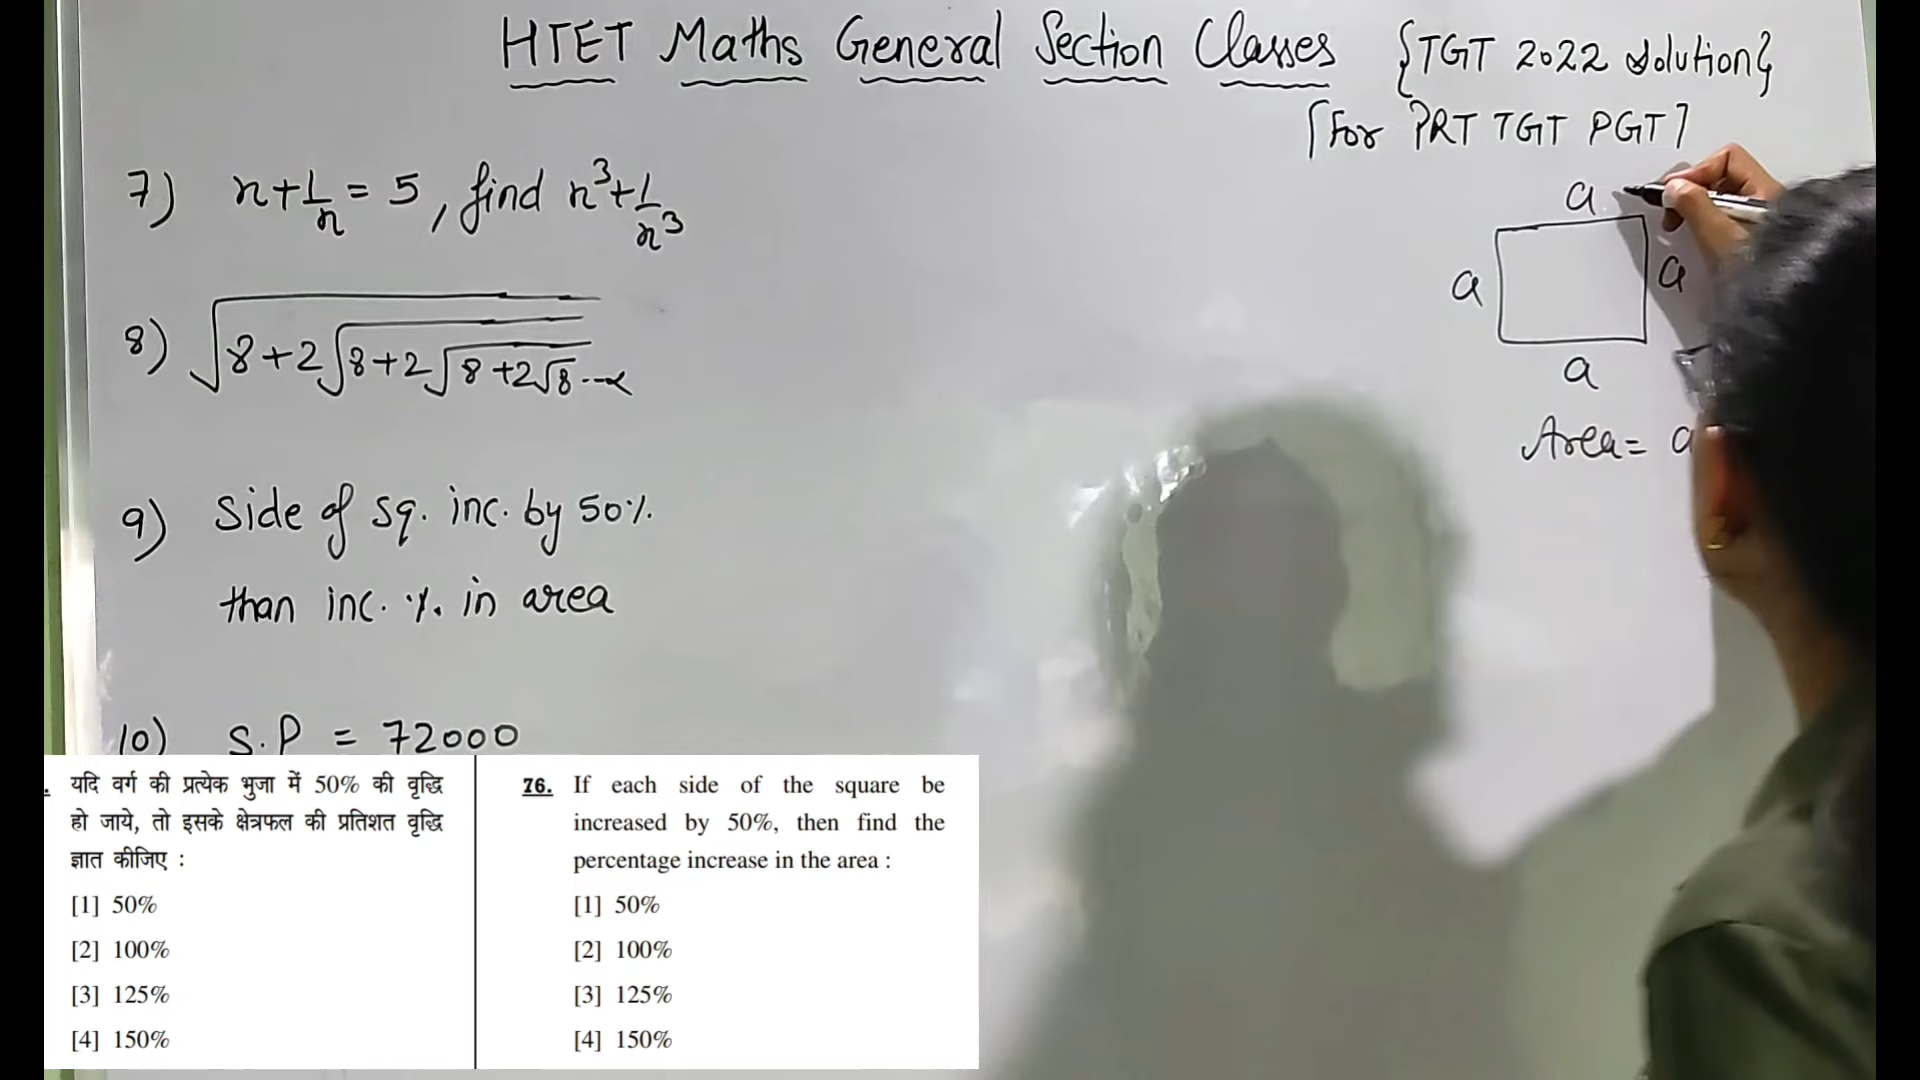 HTET Maths General Section Classes {TGT 2022 solution}
[For PRT TGT PGT]
7) x+1/x = 5, find x³+1/x³
8) √8+2√8+2√8+2√8--∝
9) Side of sq. inc. by 50%
than inc. % in area
10) S.P = 72000
a
a
a
a
Area = a
. यदि वर्ग की प्रत्येक भुजा में 50% की वृद्धि
हो जाये, तो इसके क्षेत्रफल की प्रतिशत वृद्धि
ज्ञात कीजिए :
[1] 50%
[2] 100%
[3] 125%
[4] 150%
76. If each side of the square be
increased by 50%, then find the
percentage increase in the area :
[1] 50%
[2] 100%
[3] 125%
[4] 150%